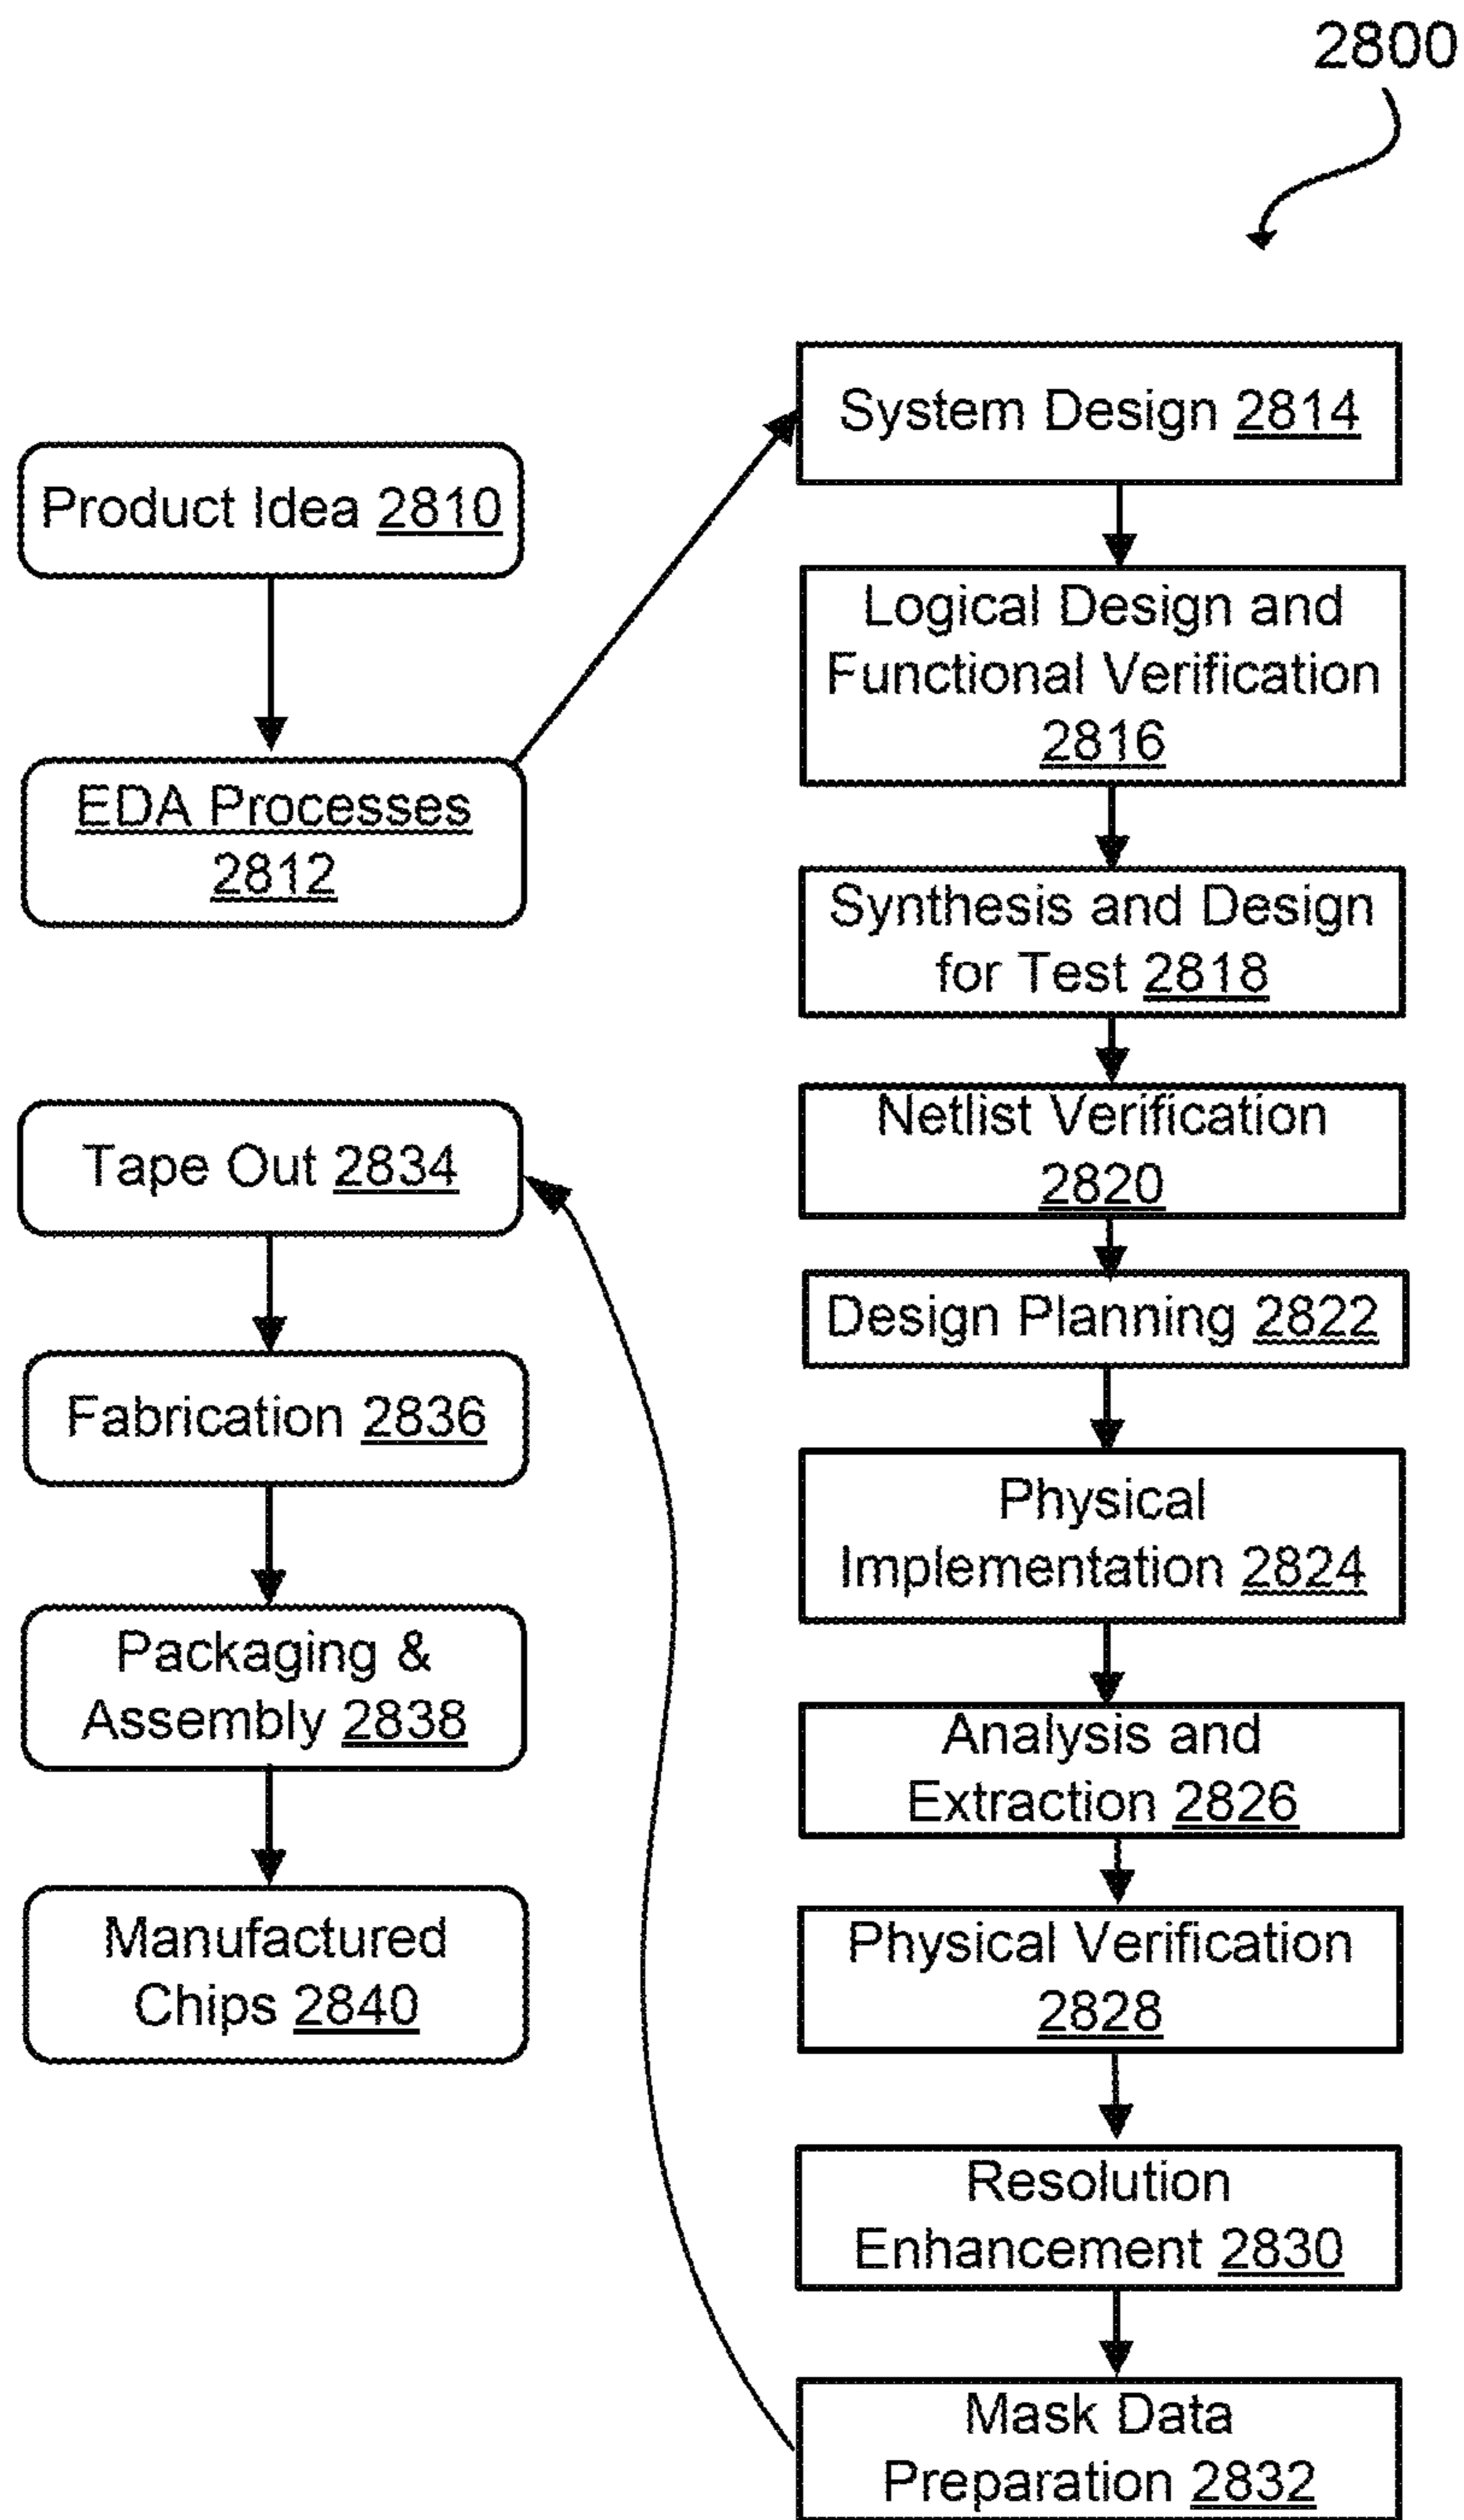 2800
Product Idea 2810
EDA Processes
2812
System Design 2814
Logical Design and
Functional Verification
2816
Synthesis and Design
for Test 2818
Netlist Verification
2820
Design Planning 2822
Physical
Implementation 2824
Analysis and
Extraction 2826
Physical Verification
2828
Resolution
Enhancement 2830
Mask Data
Preparation 2832
Tape Out 2834
Fabrication 2836
Packaging &
Assembly 2838
Manufactured
Chips 2840